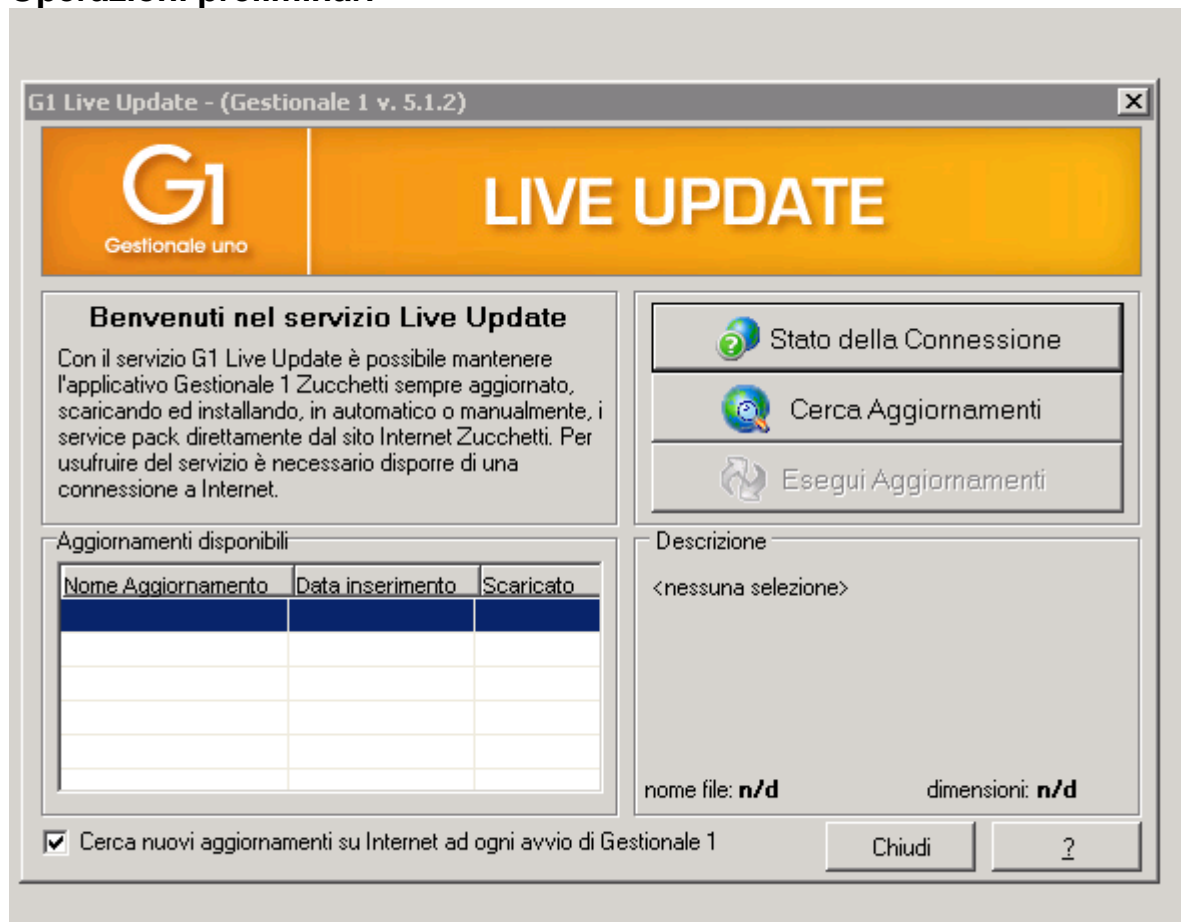 Operazioni preliminari
G1 Live Update - (Gestionale 1 v. 5.1.2)
G1
Gestionale uno
LIVE UPDATE
Benvenuti nel servizio Live Update
Con il servizio G1 Live Update è possibile mantenere
l'applicativo Gestionale 1 Zucchetti sempre aggiornato,
scaricando ed installando, in automatico o manualmente, i
service pack direttamente dal sito Internet Zucchetti. Per
usufruire del servizio è necessario disporre di una
connessione a Internet.
Stato della Connessione
Cerca Aggiornamenti
Esegui Aggiornamenti
Aggiornamenti disponibili
Nome Aggiornamento Data inserimento Scaricato
Descrizione
<nessuna selezione>
nome file: n/d dimensioni: n/d
Cerca nuovi aggiornamenti su Internet ad ogni avvio di Gestionale 1
Chiudi
?